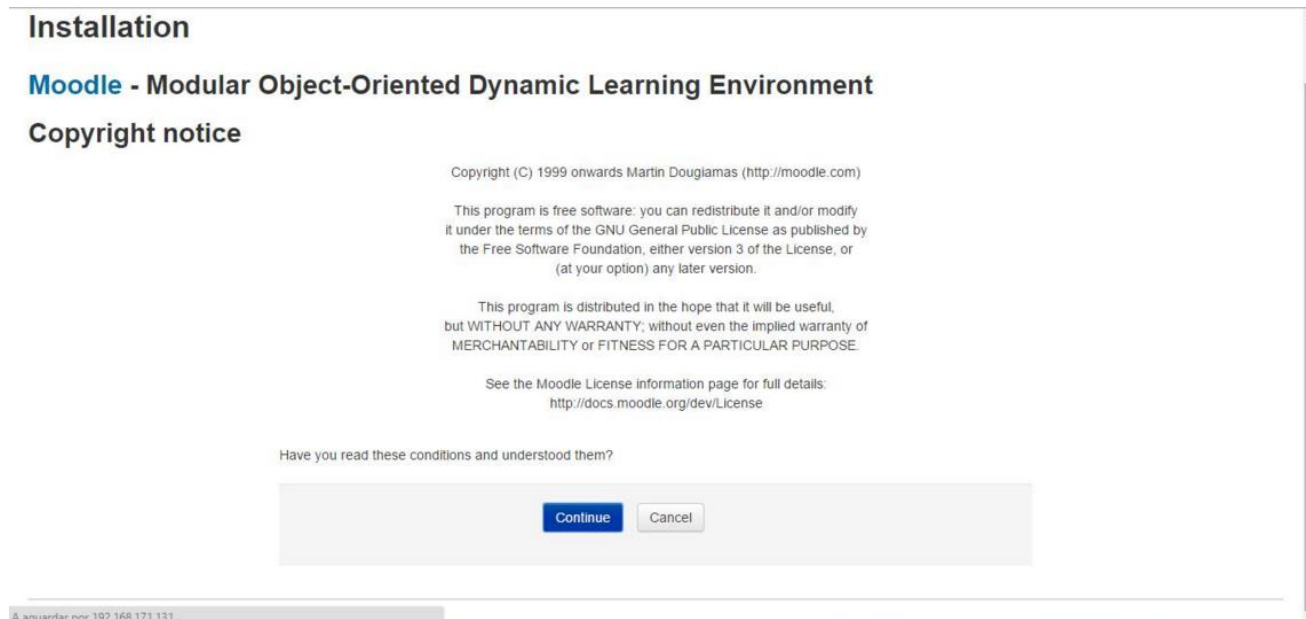 Installation
Moodle - Modular Object-Oriented Dynamic Learning Environment
Copyright notice
Copyright (C) 1999 onwards Martin Dougiamas (http://moodle.com)
This program is free software: you can redistribute it and/or modify
it under the terms of the GNU General Public License as published by
the Free Software Foundation, either version 3 of the License, or
(at your option) any later version.
This program is distributed in the hope that it will be useful,
but WITHOUT ANY WARRANTY; without even the implied warranty of
MERCHANTABILITY or FITNESS FOR A PARTICULAR PURPOSE.
See the Moodle License information page for full details:
http://docs.moodle.org/dev/License
Have you read these conditions and understood them?
Continue
Cancel
A aguardar por 192.168.171.131